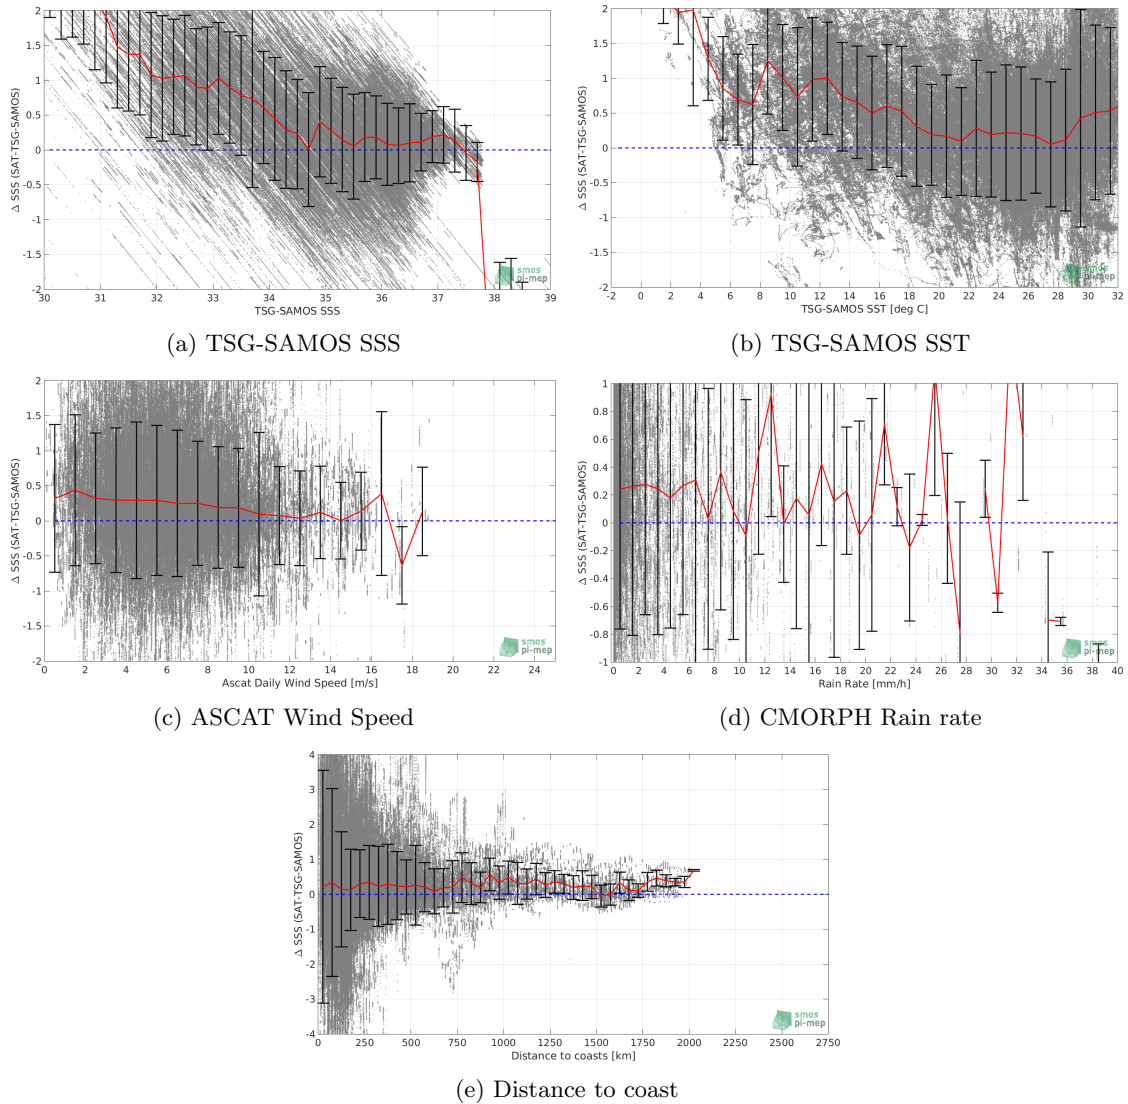 2
1.5
1
0.5
0
-0.5
-1
-1.5
-2
Δ SSS (SAT-TSG-SAMOS)
30 31 32 33 34 35 36 37 38 39
TSG-SAMOS SSS
smos
pi-mep
(a) TSG-SAMOS SSS
2
1.5
1
0.5
0
-0.5
-1
-1.5
-2
Δ SSS (SAT-TSG-SAMOS)
-2 0 2 4 6 8 10 12 14 16 18 20 22 24 26 28 30 32
TSG-SAMOS SST [deg C]
smos
pi-mep
(b) TSG-SAMOS SST
2
1.5
1
0.5
0
-0.5
-1
-1.5
-2
Δ SSS (SAT-TSG-SAMOS)
0 2 4 6 8 10 12 14 16 18 20 22 24
Ascat Daily Wind Speed [m/s]
smos
pi-mep
(c) ASCAT Wind Speed
1
0.8
0.6
0.4
0.2
0
-0.2
-0.4
-0.6
-0.8
-1
Δ SSS (SAT-TSG-SAMOS)
0 2 4 6 8 10 12 14 16 18 20 22 24 26 28 30 32 34 36 38 40
Rain Rate [mm/h]
smos
pi-mep
(d) CMORPH Rain rate
4
3
2
1
0
-1
-2
-3
-4
Δ SSS (SAT-TSG-SAMOS)
0 250 500 750 1000 1250 1500 1750 2000 2250 2500 2750
Distance to coasts [km]
smos
pi-mep
(e) Distance to coast